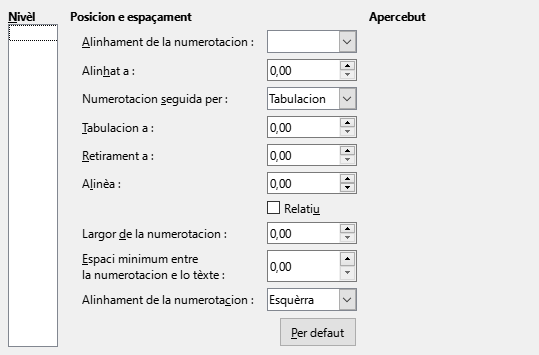 Nivèl
Posicion e espaçament
Apercebut
Alinhament de la numerotacion :
Alinhat a :
0,00
Numerotacion seguida per :
Tabulacion
Tabulacion a :
0,00
Retirament a :
0,00
Alinèa :
0,00
Relatiu
Largor de la numerotacion :
0,00
Espaci minimum entre
la numerotacion e lo tèxte :
0,00
Alinhament de la numerotacion :
Esquèrra
Per defaut